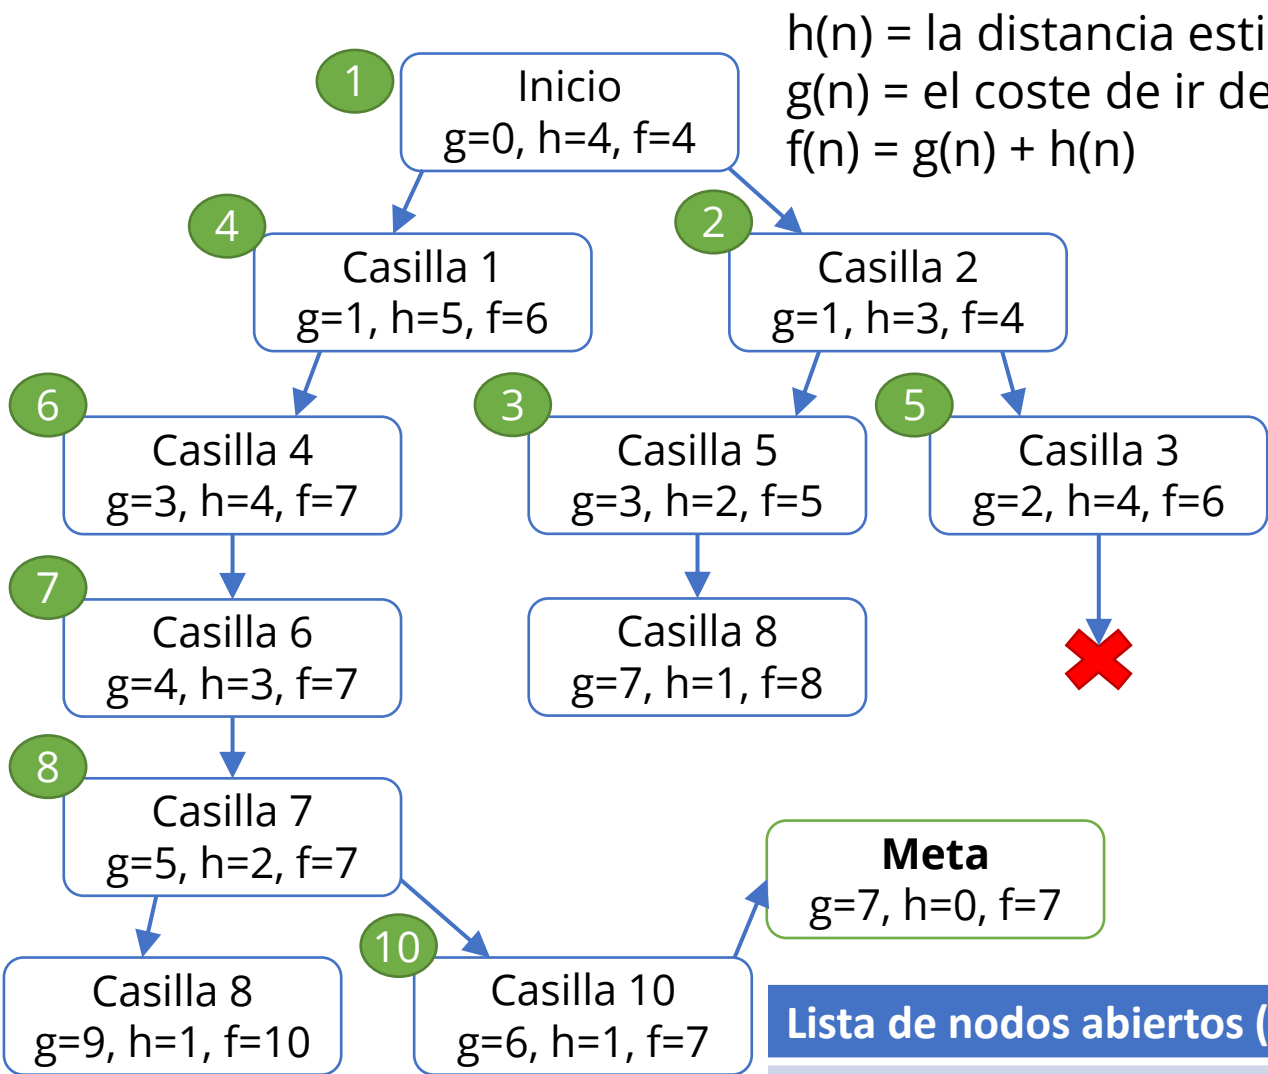 h(n) = la distancia esti
g(n) = el coste de ir de
f(n) = g(n) + h(n)
1
Inicio
g=0, h=4, f=4
4
Casilla 1
g=1, h=5, f=6
2
Casilla 2
g=1, h=3, f=4
6
Casilla 4
g=3, h=4, f=7
3
Casilla 5
g=3, h=2, f=5
5
Casilla 3
g=2, h=4, f=6
7
Casilla 6
g=4, h=3, f=7
Casilla 8
g=7, h=1, f=8
8
Casilla 7
g=5, h=2, f=7
Meta
g=7, h=0, f=7
Casilla 8
g=9, h=1, f=10
10
Casilla 10
g=6, h=1, f=7
Lista de nodos abiertos (